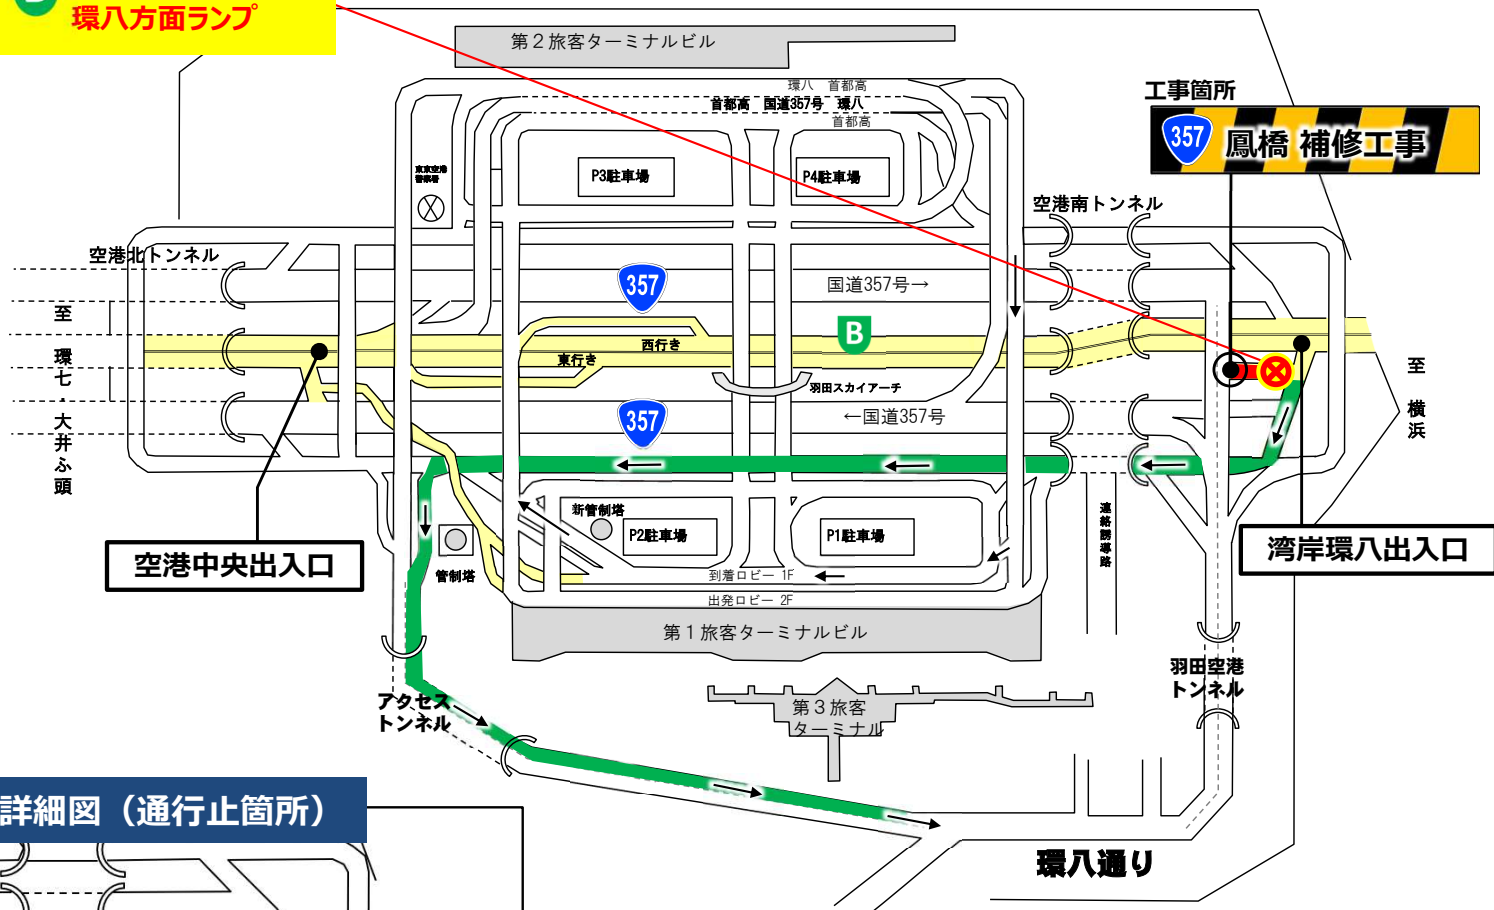 B
環八方面ランプ
第２旅客ターミナルビル
環八 首都高
首都高 国道357号 環八
首都高
工事箇所
357 鳳橋 補修工事
P3駐車場
P4駐車場
空港南トンネル
空港北トンネル
357
国道357号→
至 環七・大井ふ頭
B
西行き
東行き
羽田スカイアーチ
至 横浜
357
←国道357号
新管制塔
P2駐車場
P1駐車場
連絡誘導路
空港中央出入口
湾岸環八出入口
管制塔
到着ロビー 1F
出発ロビー 2F
第１旅客ターミナルビル
羽田空港
トンネル
アクセス
トンネル
第３旅客
ターミナル
詳細図（通行止箇所）
環八通り